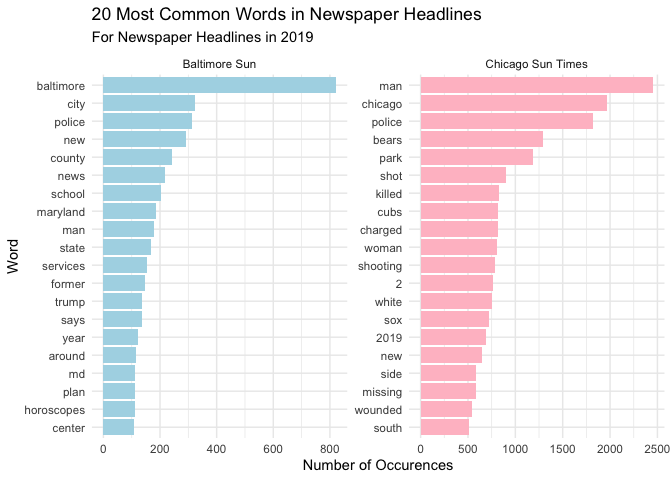 20 Most Common Words in Newspaper Headlines
For Newspaper Headlines in 2019
Baltimore Sun
Chicago Sun Times
Word
baltimore
city
police
new
county
news
school
maryland
man
state
services
former
trump
says
year
around
md
plan
horoscopes
center
0 200 400 600 800
man
chicago
police
bears
park
shot
killed
cubs
charged
woman
shooting
2
white
sox
2019
new
side
missing
wounded
south
0 500 1000 1500 2000 2500
Number of Occurences